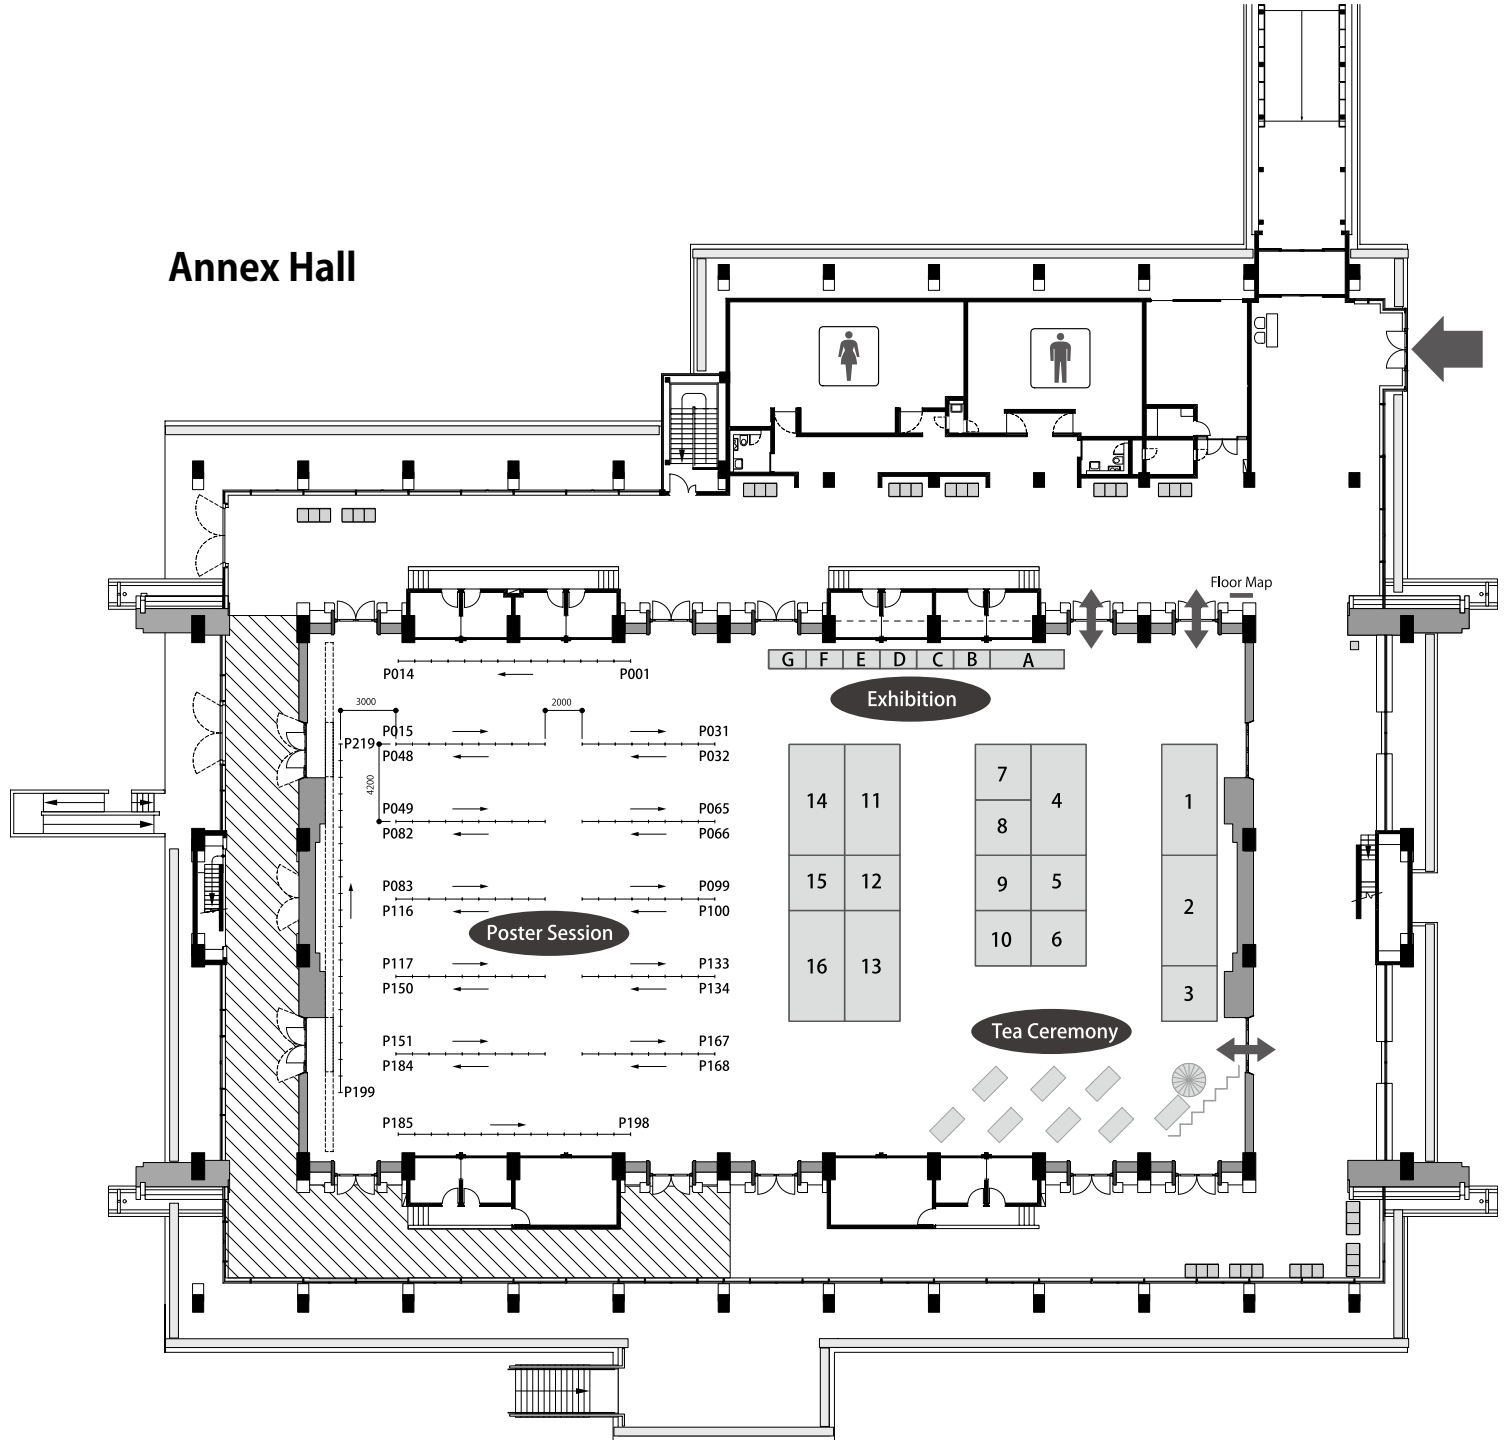 Annex Hall
Floor Map
G F E D C B A
Exhibition
P014 P001
3000 2000
P015 P031
P219
P048 P032
4200
P049 P065
P082 P066
P083 P099
P116 P100
Poster Session
P117 P133
P150 P134
P151 P167
P184 P168
P199
P185 P198
14 11 7 4 1
8
15 12 9 5 2
16 13 10 6 3
Tea Ceremony